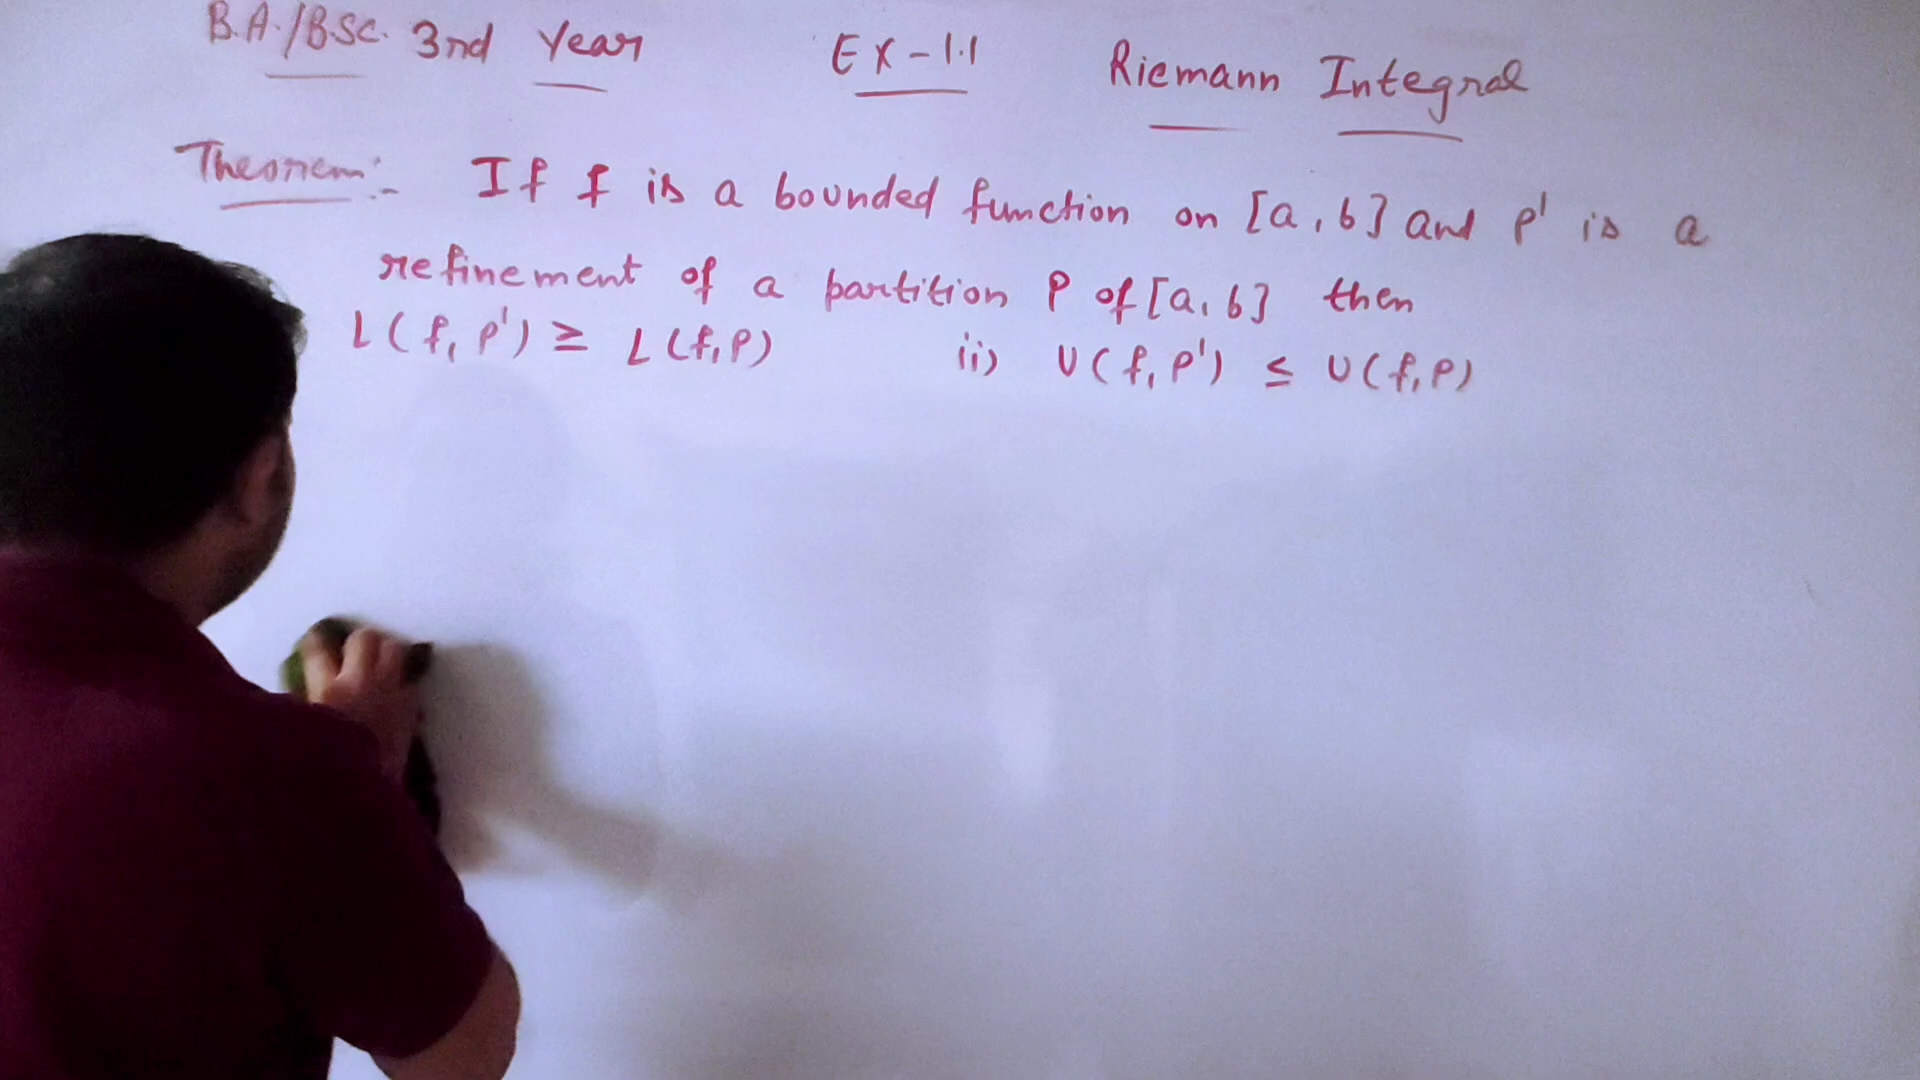 B.A./BSc. 3rd Year Ex-1.1 Riemann Integral
Theorem:- If f is a bounded function on [a, b] and P' is a
refinement of a partition P of [a, b] then
L(f, P') ≥ L(f, P) ii) U(f, P') ≤ U(f, P)